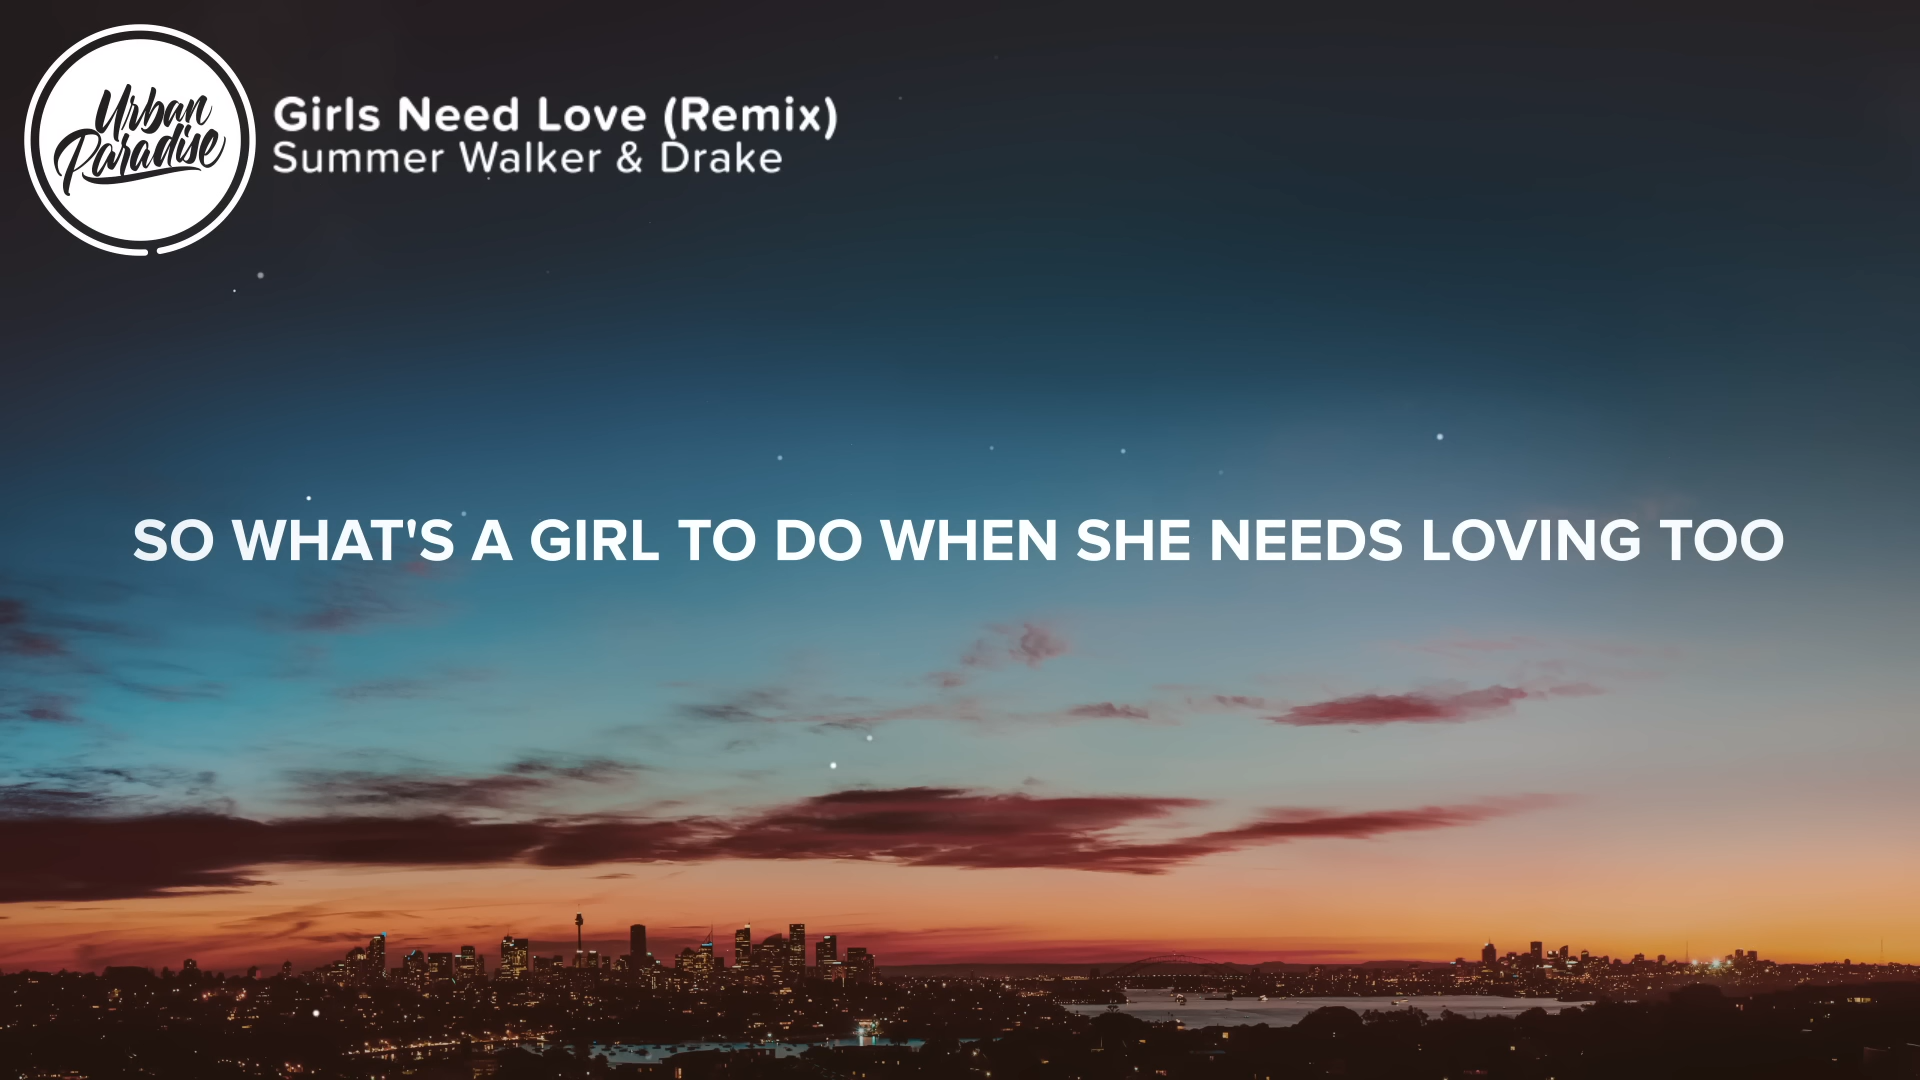 Urban
Paradise
Girls Need Love (Remix)
Summer Walker & Drake
SO WHAT'S A GIRL TO DO WHEN SHE NEEDS LOVING TOO